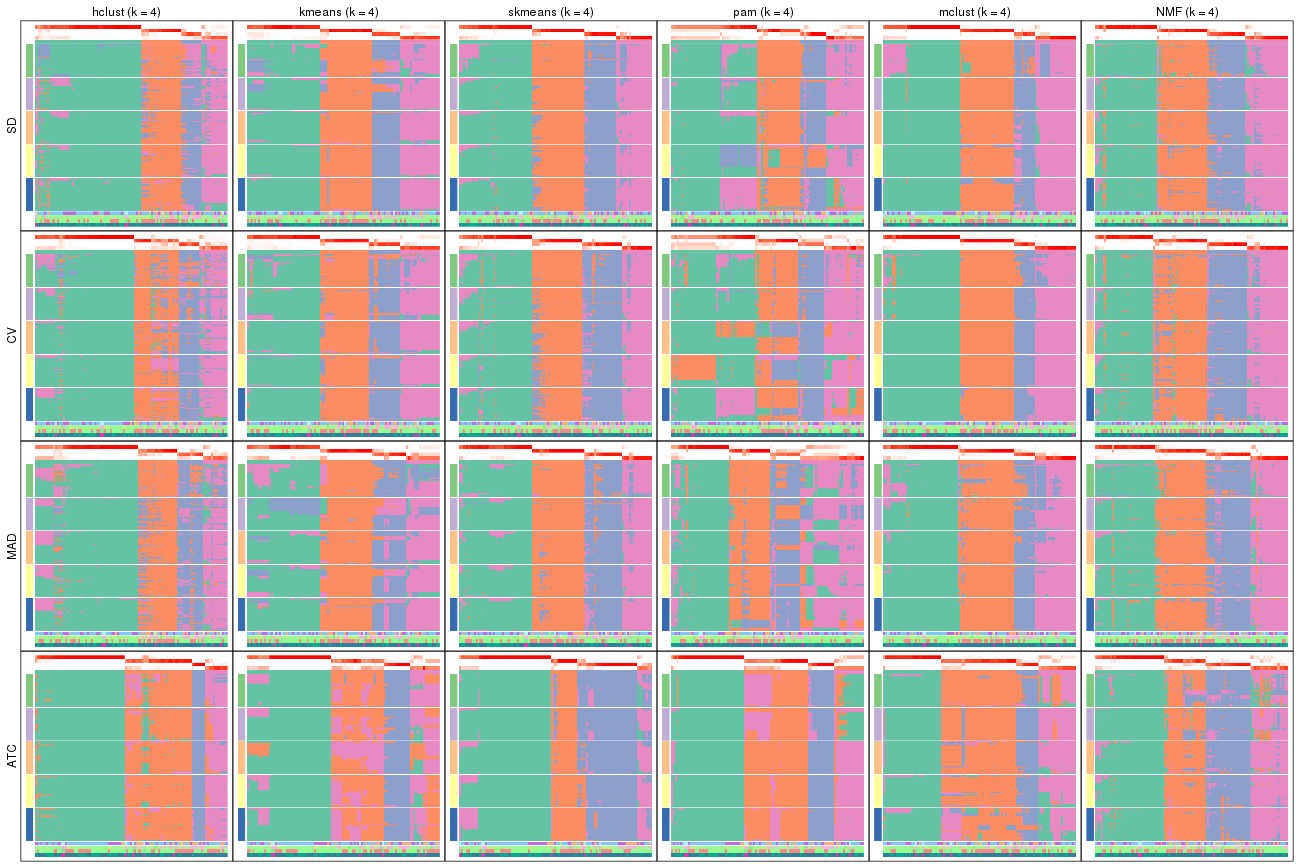 hclust (k = 4)
kmeans (k = 4)
skmeans (k = 4)
pam (k = 4)
mclust (k = 4)
NMF (k = 4)
SD
CV
MAD
ATC